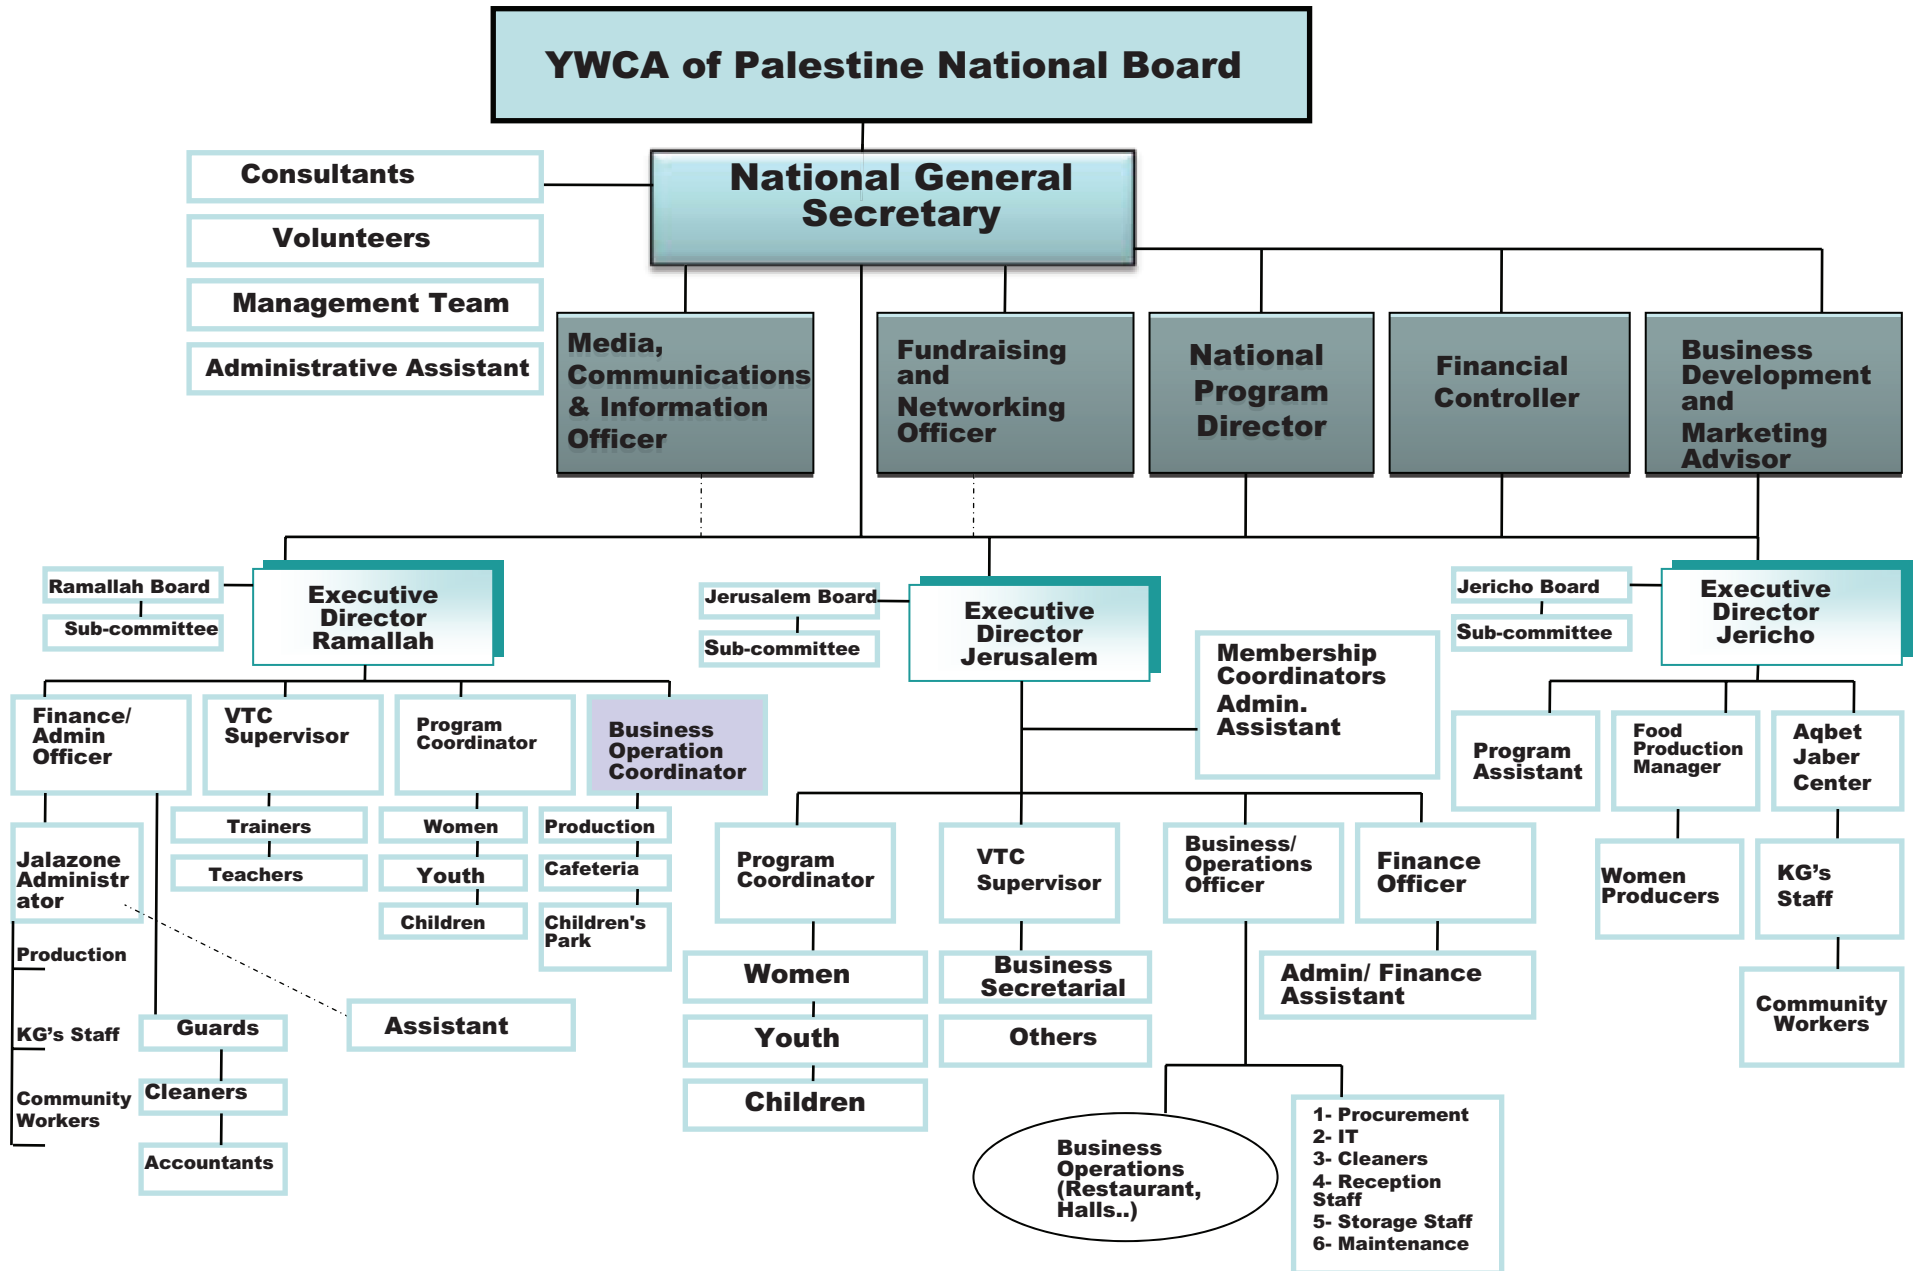 YWCA of Palestine National Board
National General
Secretary
Consultants
Volunteers
Management Team
Administrative Assistant
Media,
Communications
& Information
Officer
Fundraising
and
Networking
Officer
National
Program
Director
Financial
Controller
Business
Development
and
Marketing
Advisor
Ramallah Board
Sub-committee
Executive
Director
Ramallah
Jerusalem Board
Sub-committee
Executive
Director
Jerusalem
Membership
Coordinators
Admin.
Assistant
Jericho Board
Sub-committee
Executive
Director
Jericho
Finance/
Admin
Officer
VTC
Supervisor
Program
Coordinator
Business
Operation
Coordinator
Jalazone
Administr
ator
Production
KG's Staff
Community
Workers
Guards
Cleaners
Accountants
Assistant
Trainers
Teachers
Women
Youth
Children
Production
Cafeteria
Children's
Park
Program
Coordinator
VTC
Supervisor
Business/
Operations
Officer
Finance
Officer
Women
Youth
Children
Business
Secretarial
Others
Admin/ Finance
Assistant
Business
Operations
(Restaurant,
Halls..)
1- Procurement
2- IT
3- Cleaners
4- Reception
Staff
5- Storage Staff
6- Maintenance
Program
Assistant
Food
Production
Manager
Aqbet
Jaber
Center
Women
Producers
KG's
Staff
Community
Workers